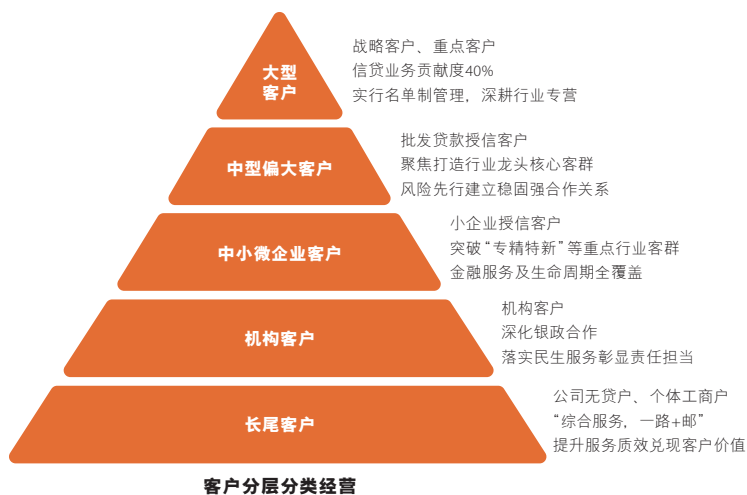 大型
客户
战略客户、重点客户
信贷业务贡献度40%
实行名单制管理，深耕行业专营
中型偏大客户
批发贷款授信客户
聚焦打造行业龙头核心客群
风险先行建立稳固强合作关系
中小微企业客户
小企业授信客户
突破“专精特新”等重点行业客群
金融服务及生命周期全覆盖
机构客户
机构客户
深化银政合作
落实民生服务彰显责任担当
长尾客户
公司无贷户、个体工商户
“综合服务，一路+邮”
提升服务质效兑现客户价值
客户分层分类经营